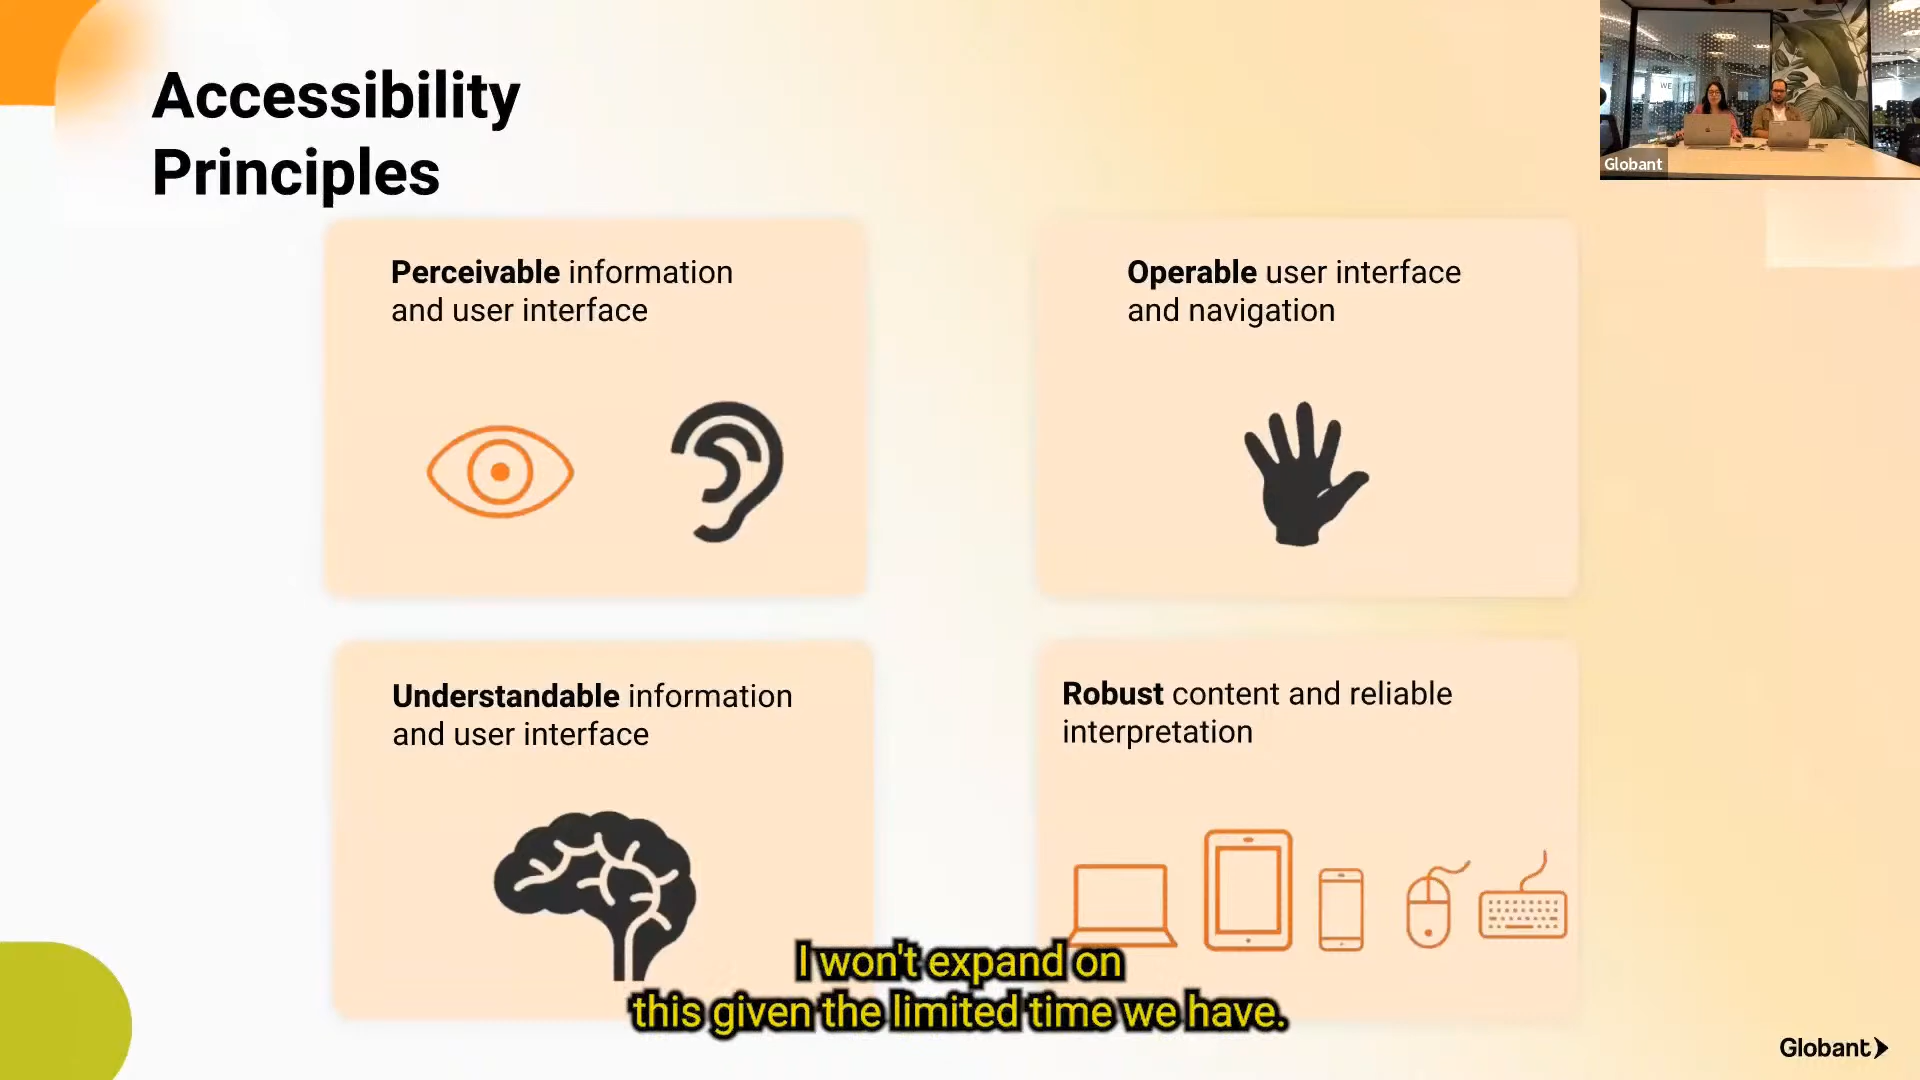 Accessibility
Principles
Perceivable information
and user interface
Operable user interface
and navigation
Understandable information
and user interface
Robust content and reliable
interpretation
I won't expand on
this given the limited time we have.
WE
Globant
Globant